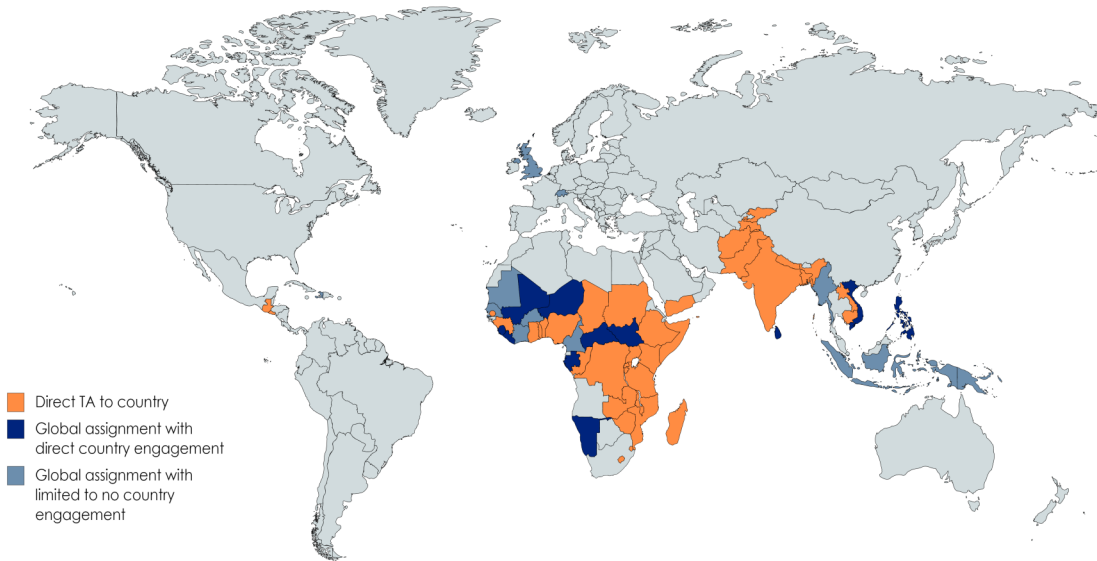 Direct TA to country
Global assignment with
direct country engagement
Global assignment with
limited to no country
engagement